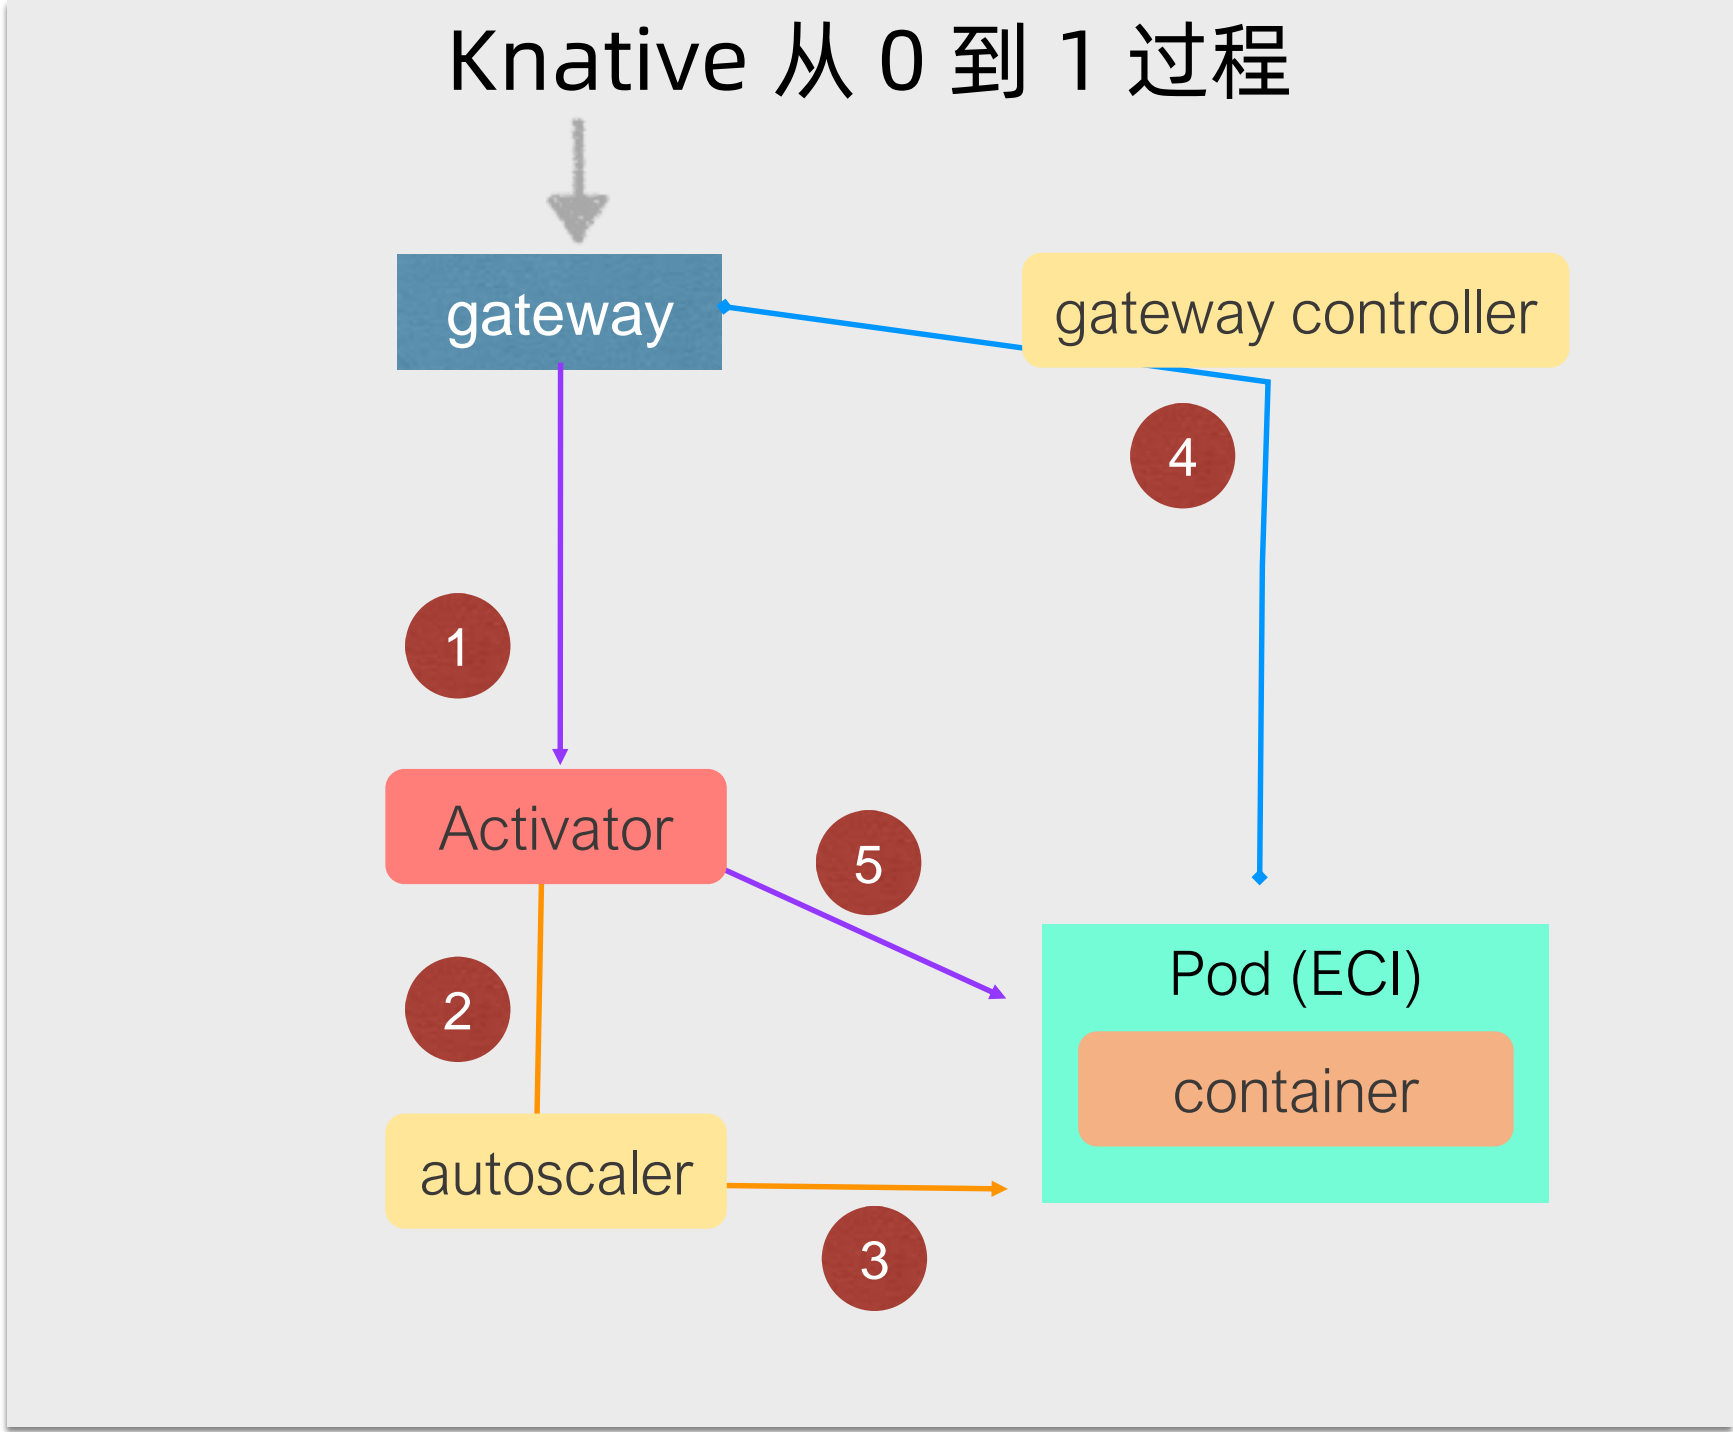 Knative 从 0 到 1 过程
gateway
gateway controller
4
1
Activator
5
2
Pod (ECI)
container
autoscaler
3